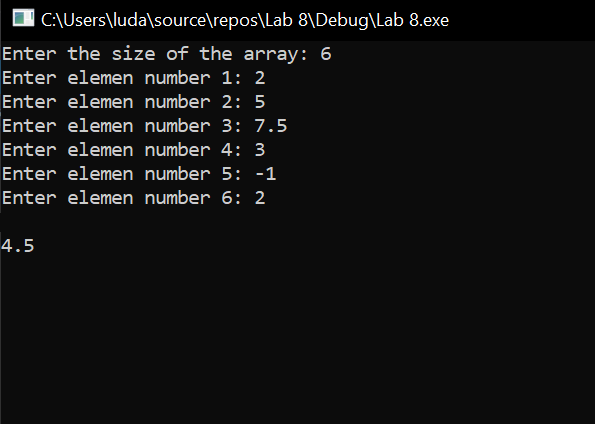 C:\Users\luda\source\repos\Lab 8\Debug\Lab 8.exe
Enter the size of the array: 6
Enter elemen number 1: 2
Enter elemen number 2: 5
Enter elemen number 3: 7.5
Enter elemen number 4: 3
Enter elemen number 5: -1
Enter elemen number 6: 2
4.5